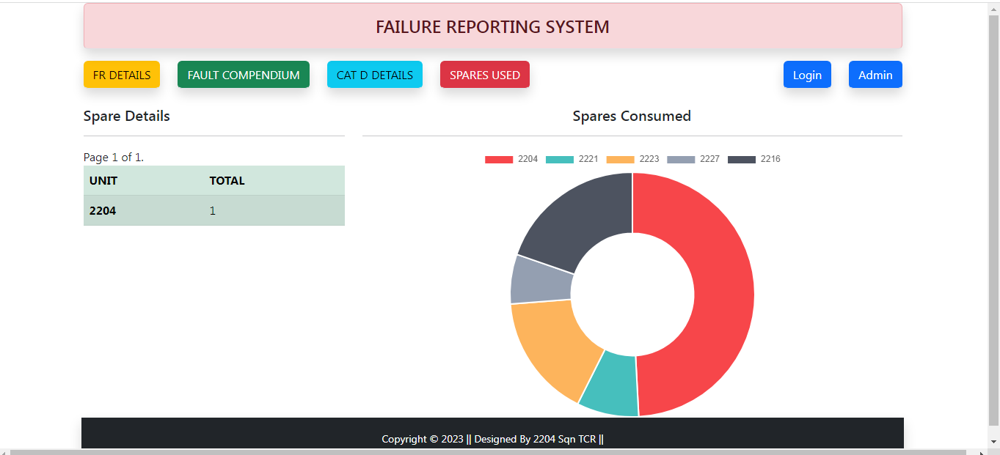 FAILURE REPORTING SYSTEM
FR DETAILS FAULT COMPENDIUM CAT D DETAILS SPARES USED Login Admin
Spare Details
Page 1 of 1.
UNIT TOTAL
2204 1
Spares Consumed
2204 2221 2223 2227 2216
Copyright © 2023 || Designed By 2204 Sqn TCR ||